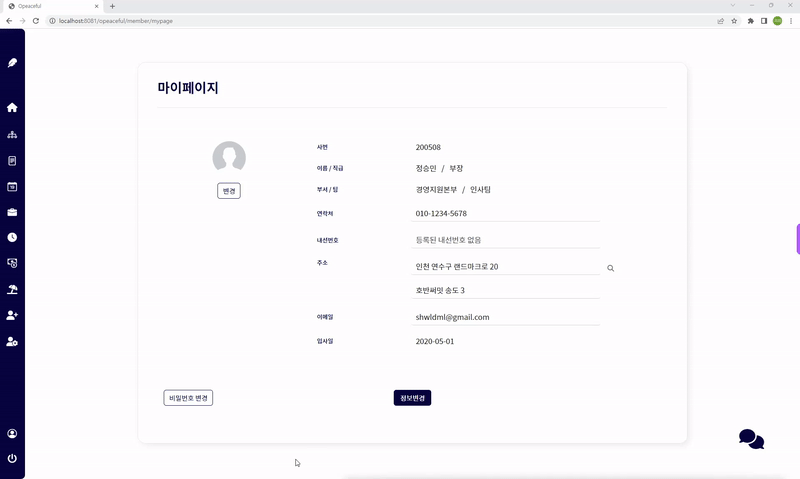 Opeaceful
localhost:8081/opeaceful/member/mypage
마이페이지
변경
사번 200508
이름 / 직급 정승민 / 부장
부서 / 팀 경영지원본부 / 인사팀
연락처 010-1234-5678
내선번호 등록된 내선번호 없음
주소 인천 연수구 랜드마크로 20
호반써밋 송도 3
이메일 shwldml@gmail.com
입사일 2020-05-01
비밀번호 변경
정보변경